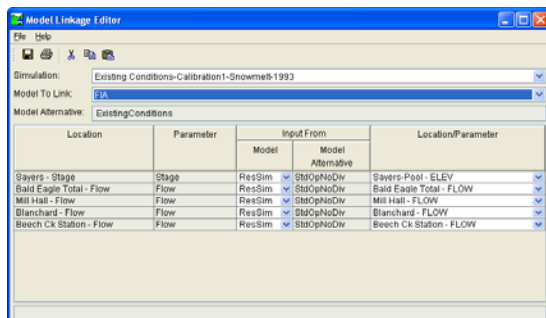 Model Linkage Editor
File Help
Simulation: Existing Conditions-Calibration1-Snowmelt-1993
Model To Link: FIA
Model Alternative: ExistingConditions
Location Parameter Input From Location/Parameter
Model Model Alternative
Sayers - Stage Stage ResSim StdOpNoDiv Sayers-Pool - ELEV
Bald Eagle Total - Flow Flow ResSim StdOpNoDiv Bald Eagle Total - FLOW
Mill Hall - Flow Flow ResSim StdOpNoDiv Mill Hall - FLOW
Blanchard - Flow Flow ResSim StdOpNoDiv Blanchard - FLOW
Beech Ck Station - Flow Flow ResSim StdOpNoDiv Beech Ck Station - FLOW